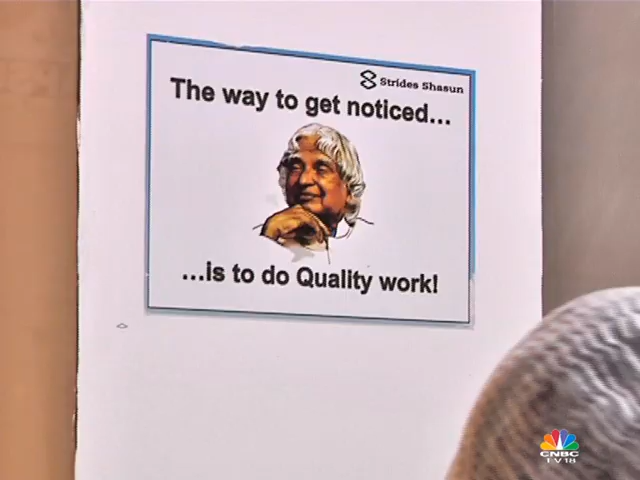 Strides Shasun
The way to get noticed...
...is to do Quality work!
CNBC
TV18